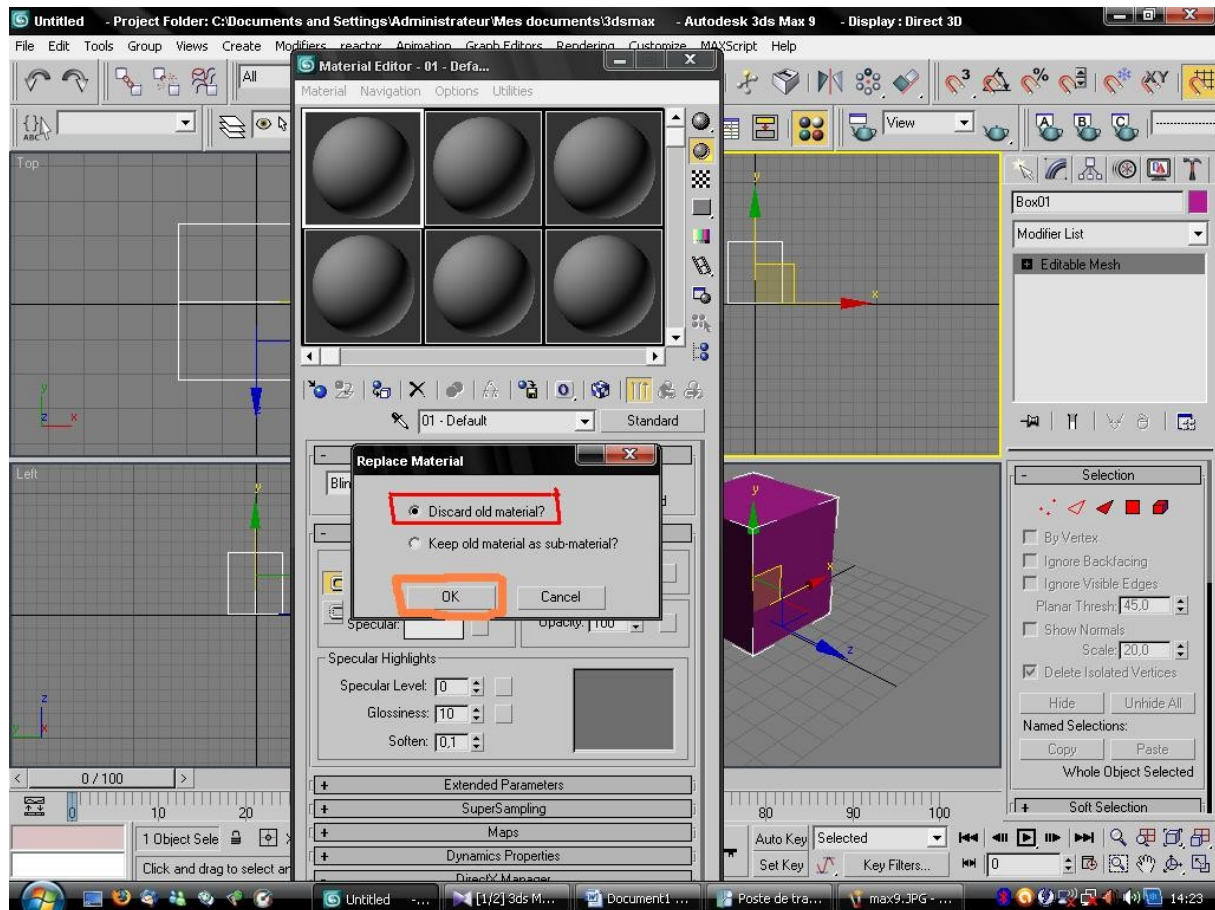 Untitled - Project Folder: C:\Documents and Settings\Administrateur\Mes documents\3dsmax - Autodesk 3ds Max 9 - Display : Direct 3D
File Edit Tools Group Views Create Modifiers reactor Animation Graph Editors Rendering Customize MAXScript Help
Material Editor - 01 - Defa...
Material Navigation Options Utilities
All
View
ABC
A B C
Top
Box01
Modifier List
Editable Mesh
01 - Default
Standard
Left
Replace Material
Blin
Discard old material?
Keep old material as sub-material?
OK Cancel
Specular: Opacity: 100
Specular Highlights
Specular Level: 0
Glossiness: 10
Soften: 0,1
Extended Parameters
SuperSampling
Maps
Dynamics Properties
DirectX Manager
Selection
By Vertex
Ignore Backfacing
Ignore Visible Edges
Planar Thresh: 45,0
Show Normals
Scale: 20,0
Delete Isolated Vertices
Hide Unhide All
Named Selections:
Copy Paste
Whole Object Selected
Soft Selection
0 / 100
0 10 20 80 90 100
1 Object Sele
Auto Key Selected
Click and drag to select an
Set Key Key Filters... 0
Untitled -... [1/2] 3ds M... Document1 ... Poste de tra... max9.JPG - ... 14:23